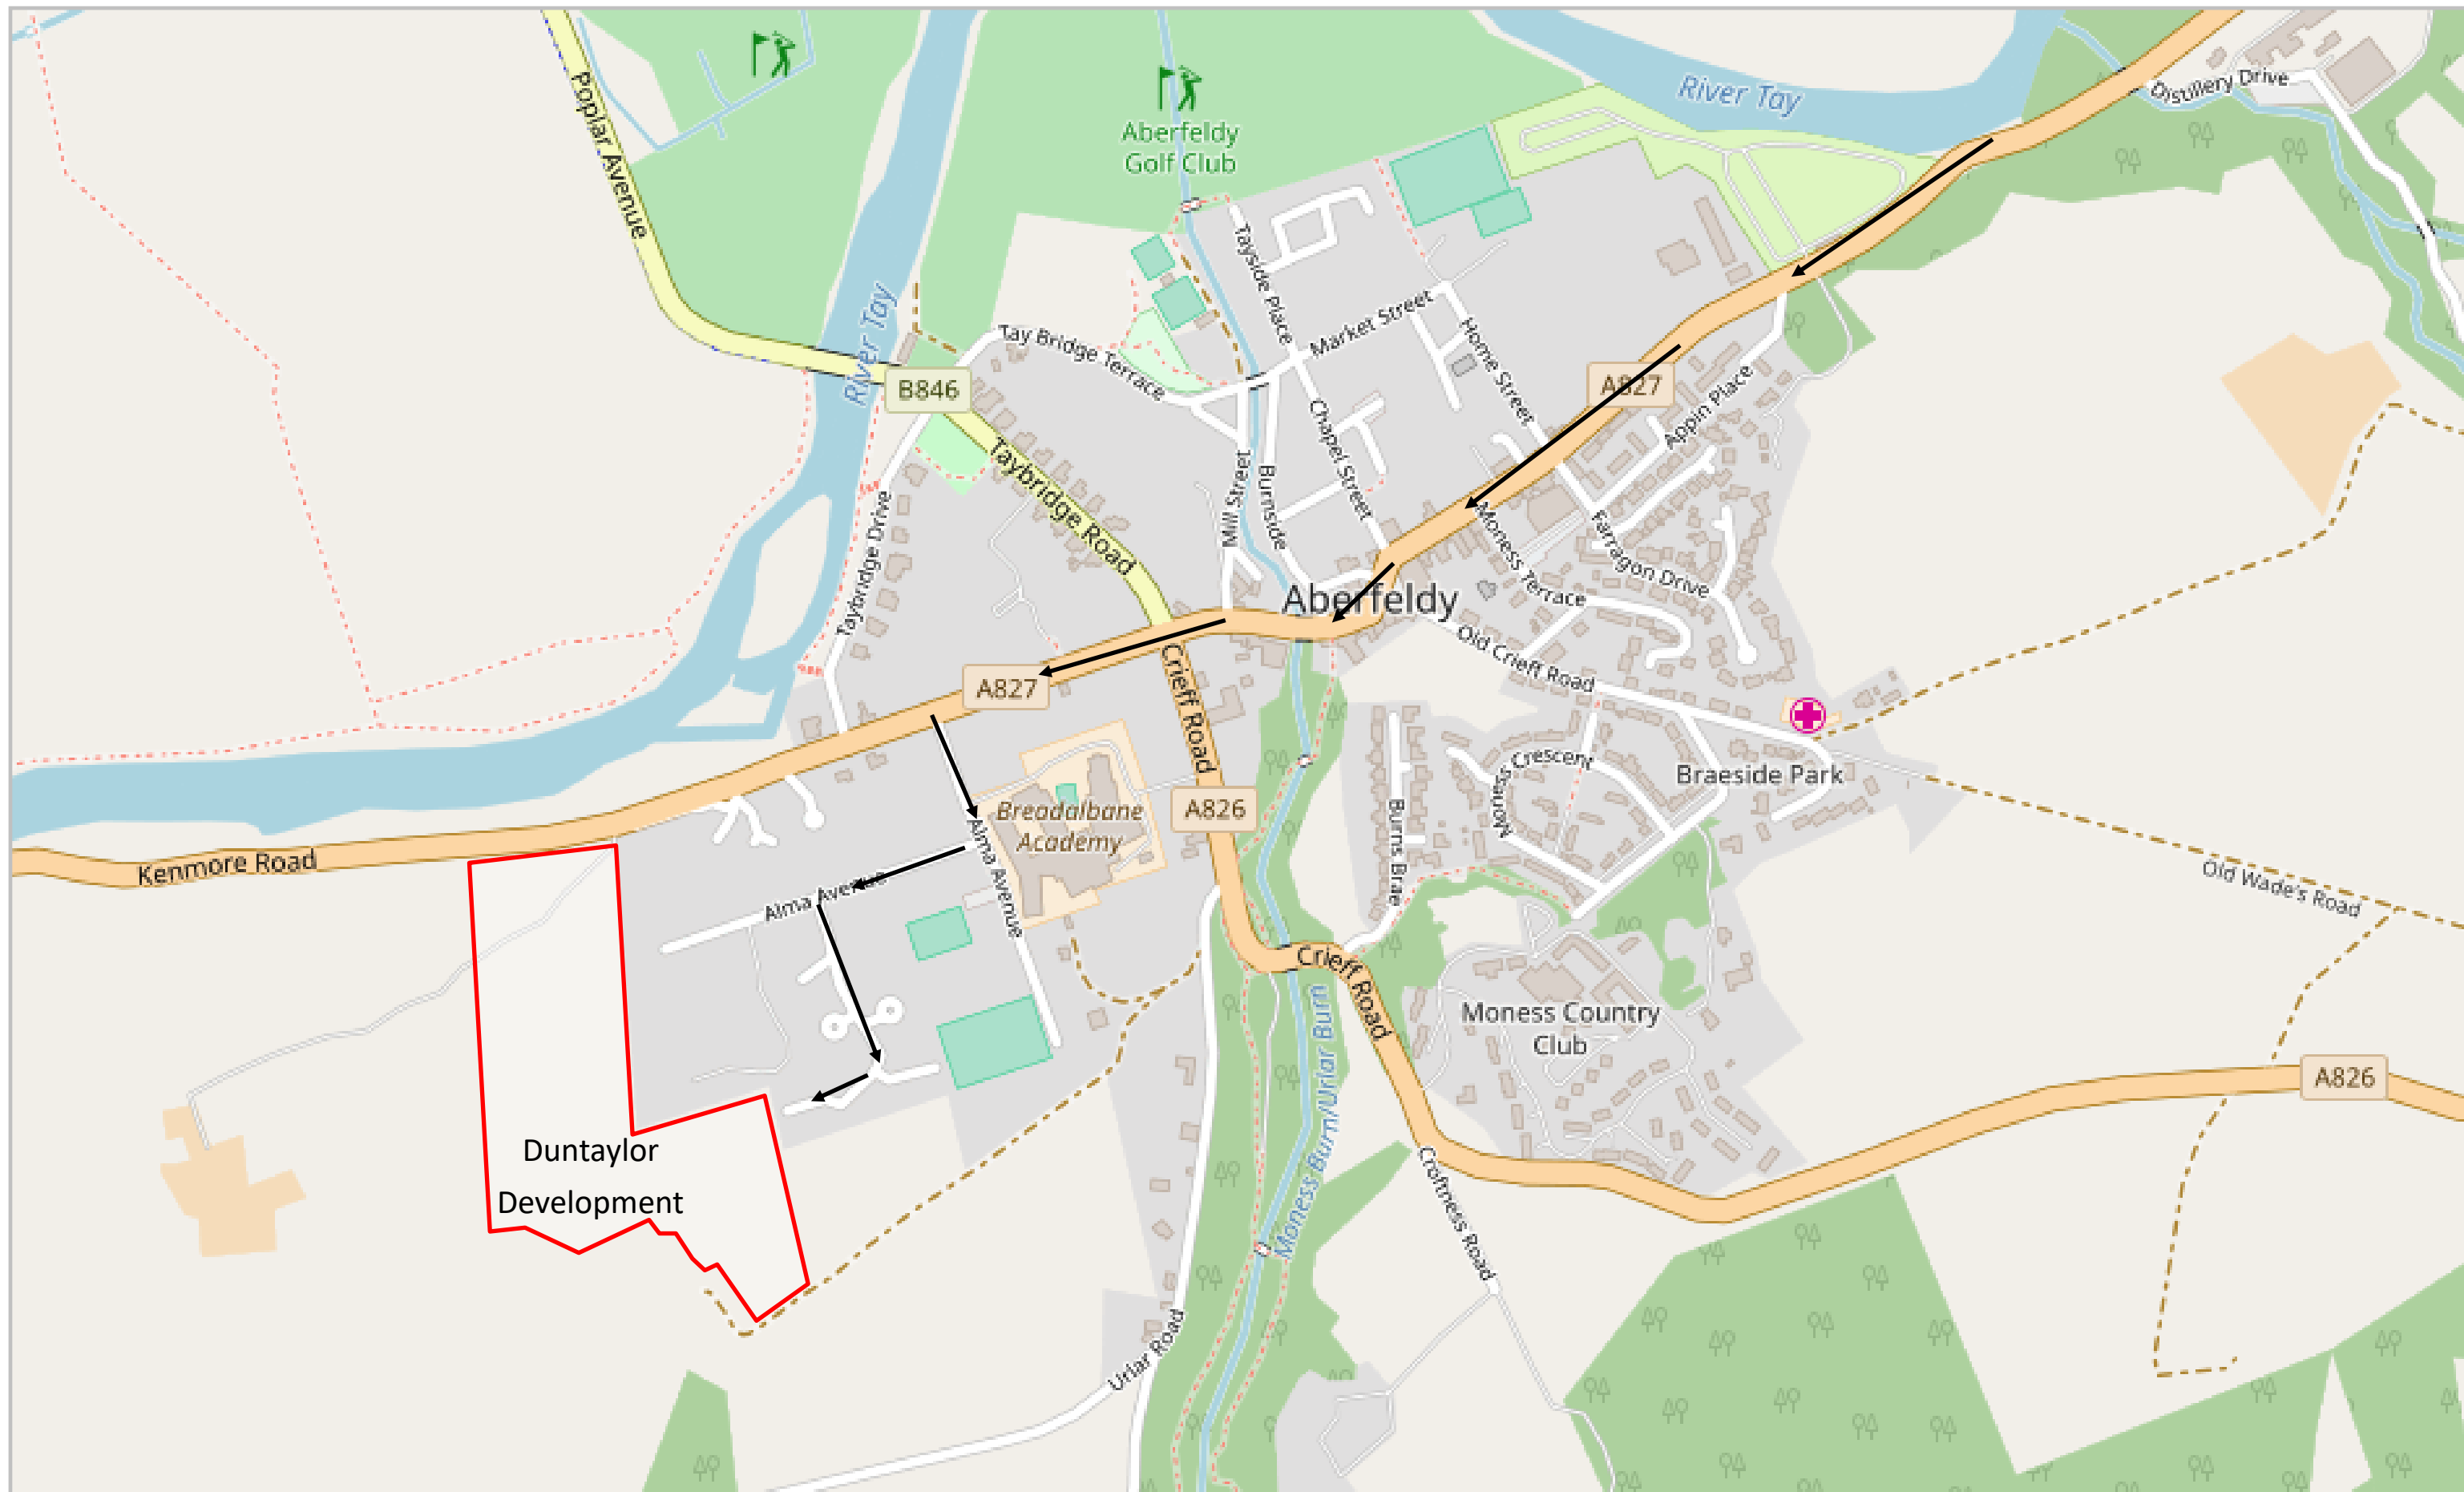 Poplar Avenue
River Tay
Distillery Drive
Aberfeldy
Golf Club
Tayside Place
River Tay
Market Street
Home Street
Tay Bridge Terrace
B846
A827
Appin Place
Chapel Street
Taybridge Road
Mill Street
Burnside
Taybridge Drive
Moness Terrace
Farragon Drive
Aberfeldy
Old Crieff Road
A827
Crieff Road
Moness Crescent
Braeside Park
Breadalbane
Academy
A826
Burns Brae
Alma Avenue
Kenmore Road
Alma Avenue
Old Wade's Road
Crieff Road
Moness Country
Club
Moness Burn/Urlar Burn
A826
Duntaylor
Development
Croftness Road
Urlar Road